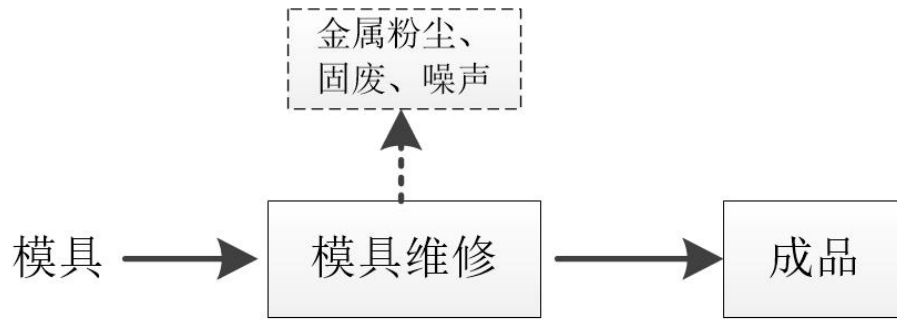 金属粉尘、
固废、噪声
模具
模具维修
成品